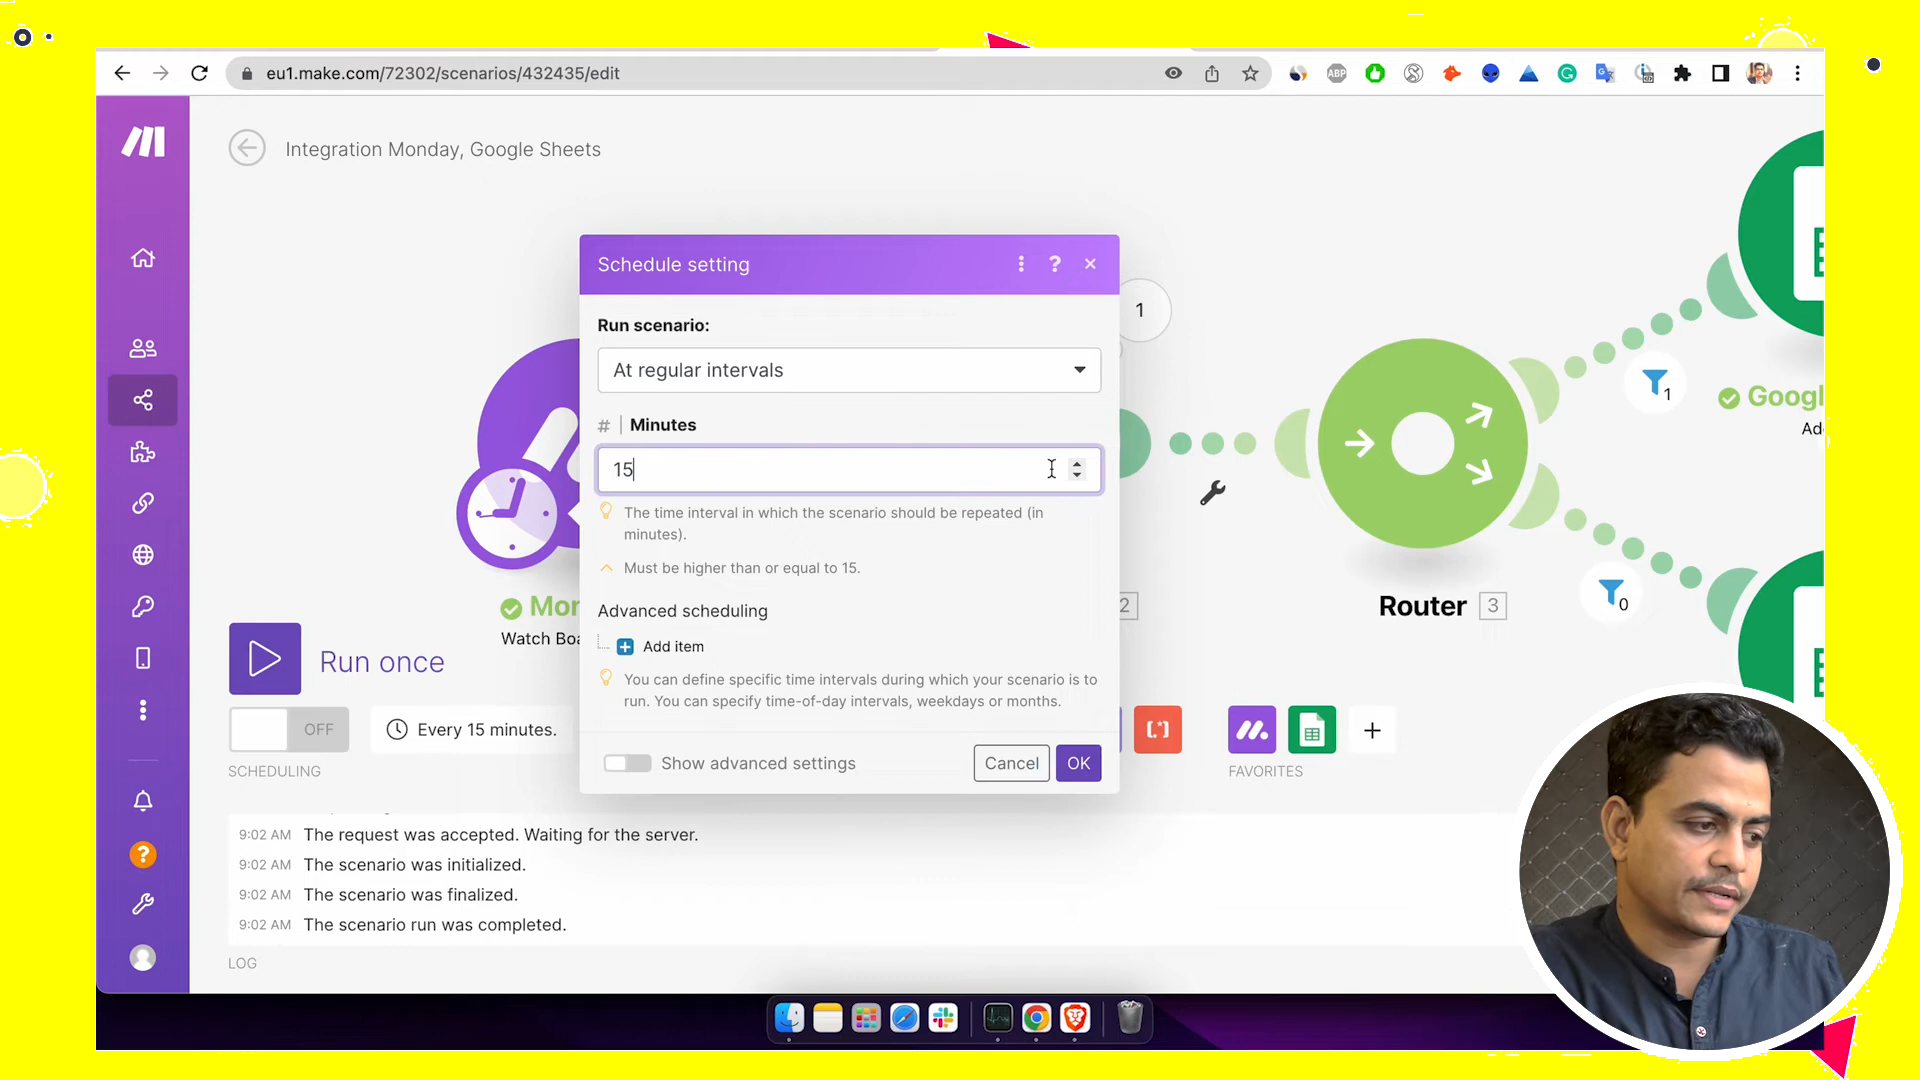 eu1.make.com/72302/scenarios/432435/edit
ABP
Integration Monday, Google Sheets
Schedule setting
?
Run scenario:
At regular intervals
# | Minutes
15
The time interval in which the scenario should be repeated (in
minutes).
Must be higher than or equal to 15.
Advanced scheduling
Add item
You can define specific time intervals during which your scenario is to
run. You can specify time-of-day intervals, weekdays or months.
Show advanced settings
Cancel
OK
1
1
Googl
Ad
Mon
Watch Boa
2
Router
3
0
Run once
OFF
Every 15 minutes.
SCHEDULING
FAVORITES
9:02 AM The request was accepted. Waiting for the server.
9:02 AM The scenario was initialized.
9:02 AM The scenario was finalized.
9:02 AM The scenario run was completed.
LOG
?